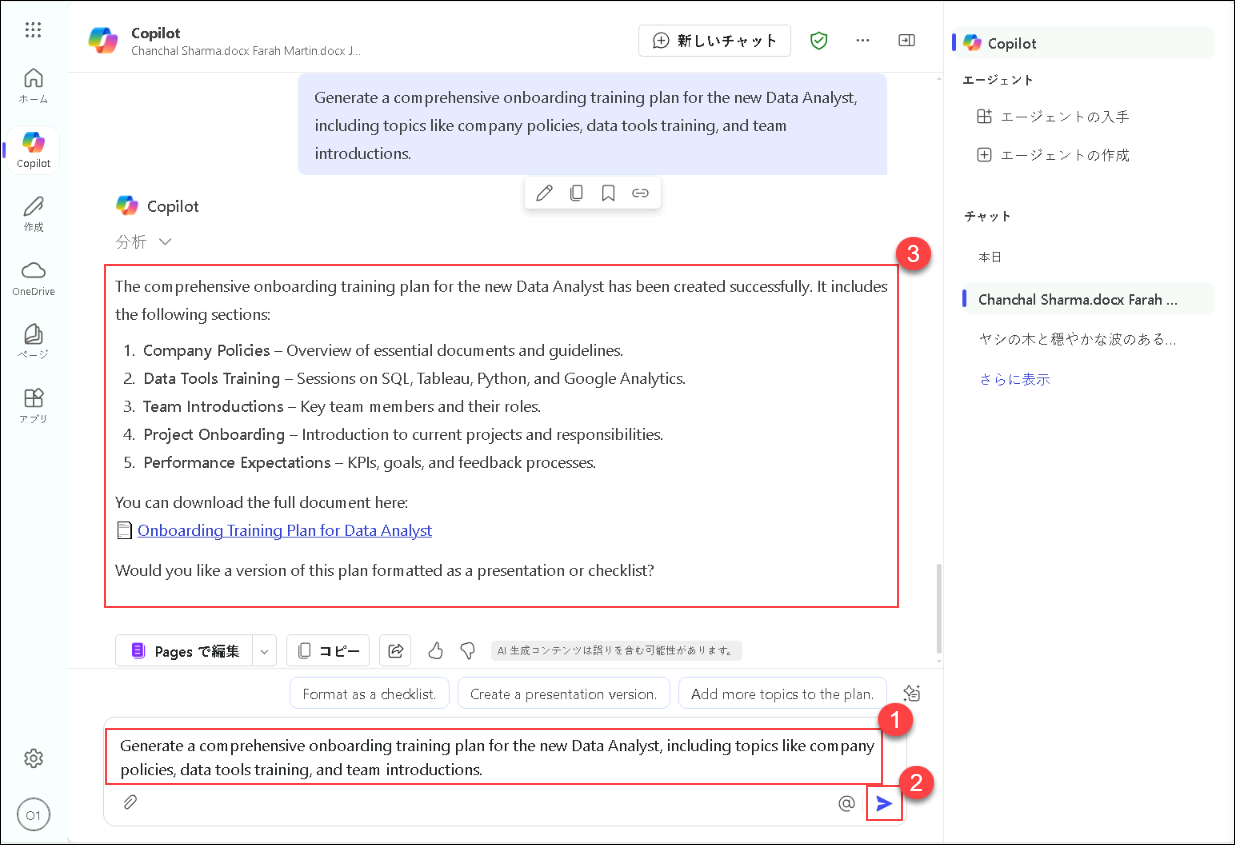 ホーム
Copilot
作成
OneDrive
ページ
アプリ
O1
Copilot
Chanchal Sharma.docx Farah Martin.docx J...
新しいチャット
Generate a comprehensive onboarding training plan for the new Data Analyst,
including topics like company policies, data tools training, and team
introductions.
Copilot
分析
3
The comprehensive onboarding training plan for the new Data Analyst has been created successfully. It includes
the following sections:
1. Company Policies – Overview of essential documents and guidelines.
2. Data Tools Training – Sessions on SQL, Tableau, Python, and Google Analytics.
3. Team Introductions – Key team members and their roles.
4. Project Onboarding – Introduction to current projects and responsibilities.
5. Performance Expectations – KPIs, goals, and feedback processes.
You can download the full document here:
Onboarding Training Plan for Data Analyst
Would you like a version of this plan formatted as a presentation or checklist?
Pages で編集
コピー
AI 生成コンテンツは誤りを含む可能性があります。
Format as a checklist.
Create a presentation version.
Add more topics to the plan.
1
Generate a comprehensive onboarding training plan for the new Data Analyst, including topics like company
policies, data tools training, and team introductions.
2
Copilot
エージェント
エージェントの入手
エージェントの作成
チャット
本日
Chanchal Sharma.docx Farah ...
ヤシの木と穏やかな波のある...
さらに表示